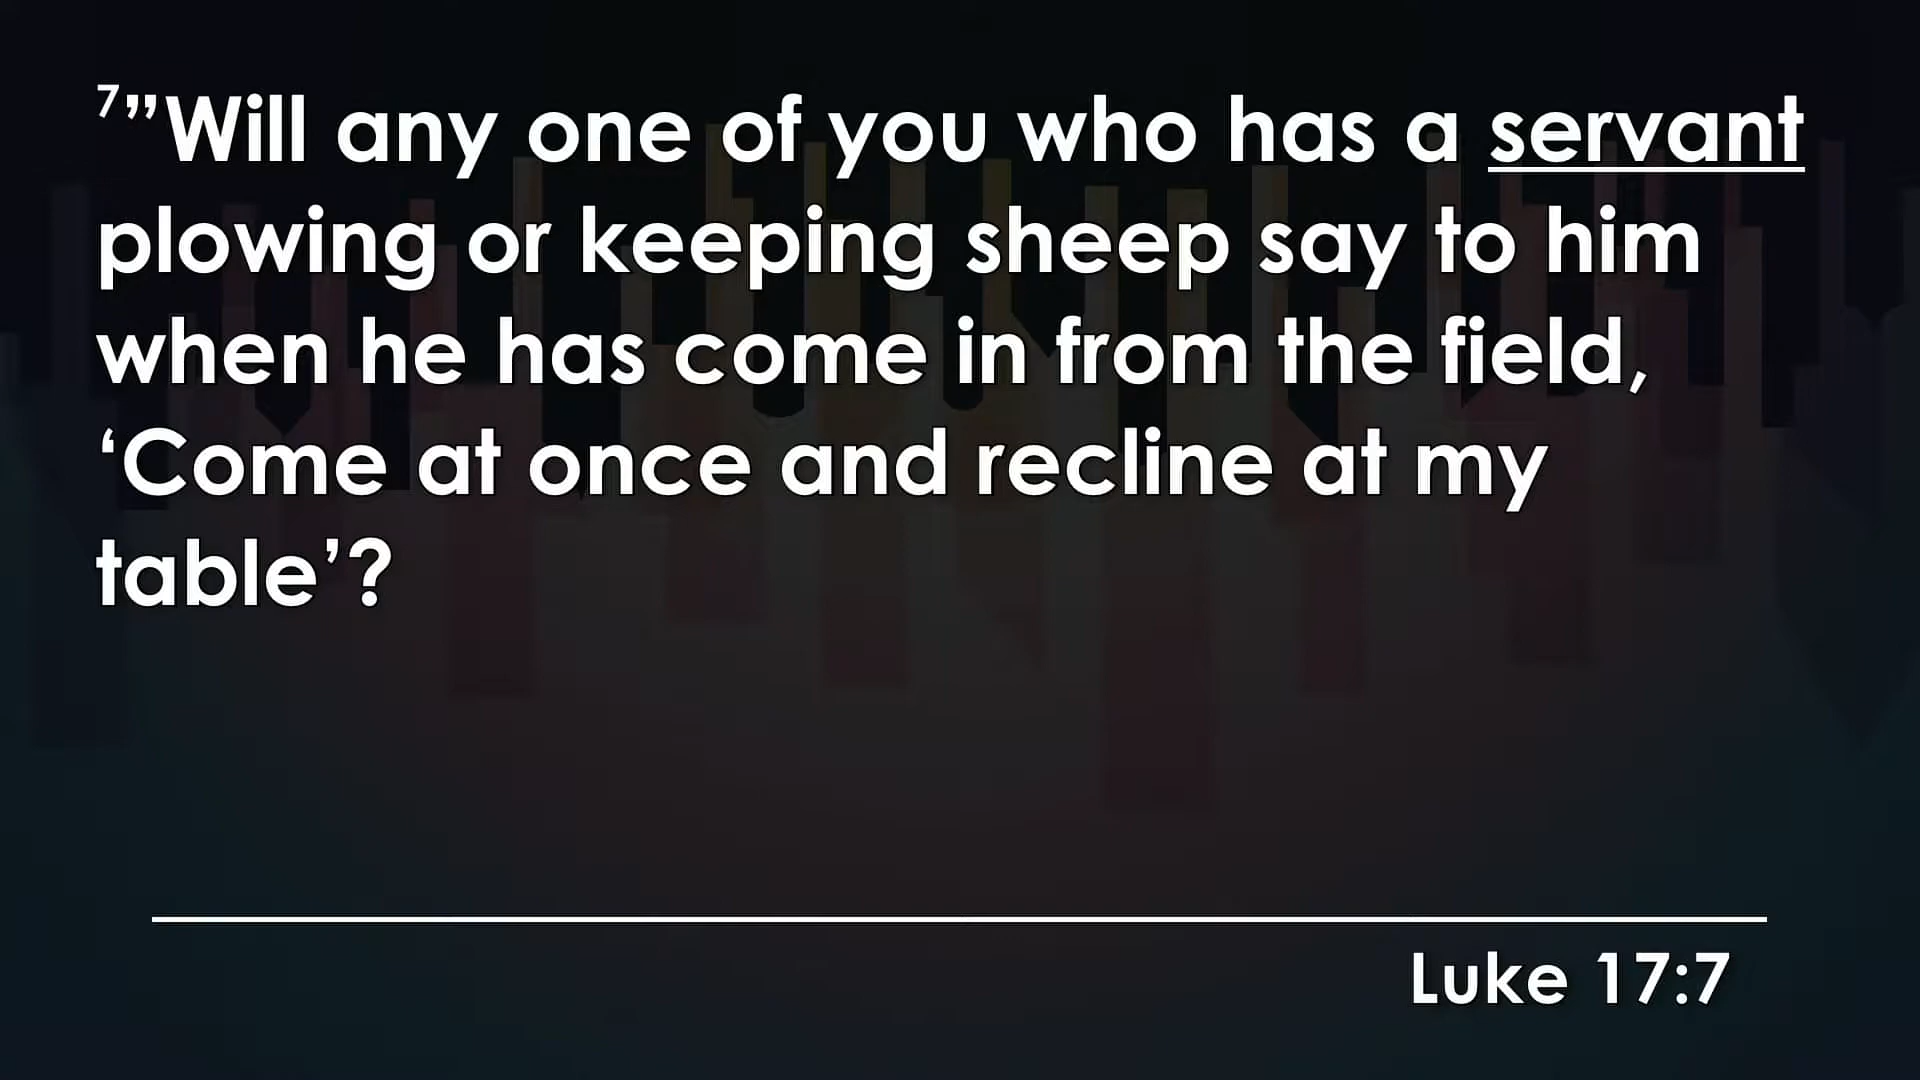 7”Will any one of you who has a servant
plowing or keeping sheep say to him
when he has come in from the field,
‘Come at once and recline at my
table’?
Luke 17:7